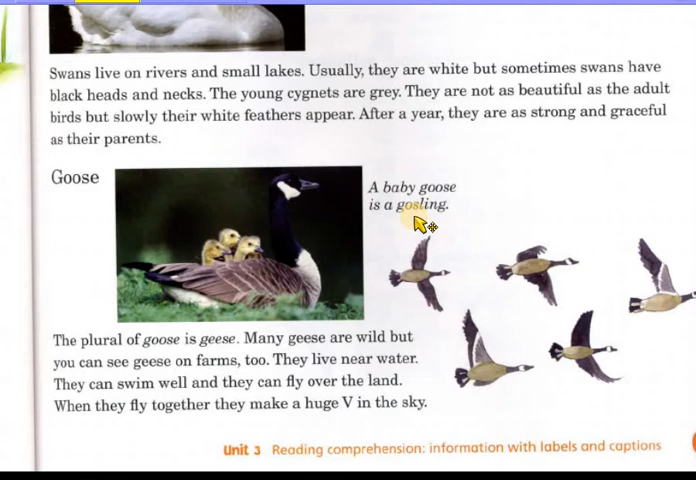 Swans live on rivers and small lakes. Usually, they are white but sometimes swans have
black heads and necks. The young cygnets are grey. They are not as beautiful as the adult
birds but slowly their white feathers appear. After a year, they are as strong and graceful
as their parents.
Goose
A baby goose
is a gosling.
The plural of goose is geese. Many geese are wild but
you can see geese on farms, too. They live near water.
They can swim well and they can fly over the land.
When they fly together they make a huge V in the sky.
Unit 3 Reading comprehension: information with labels and captions